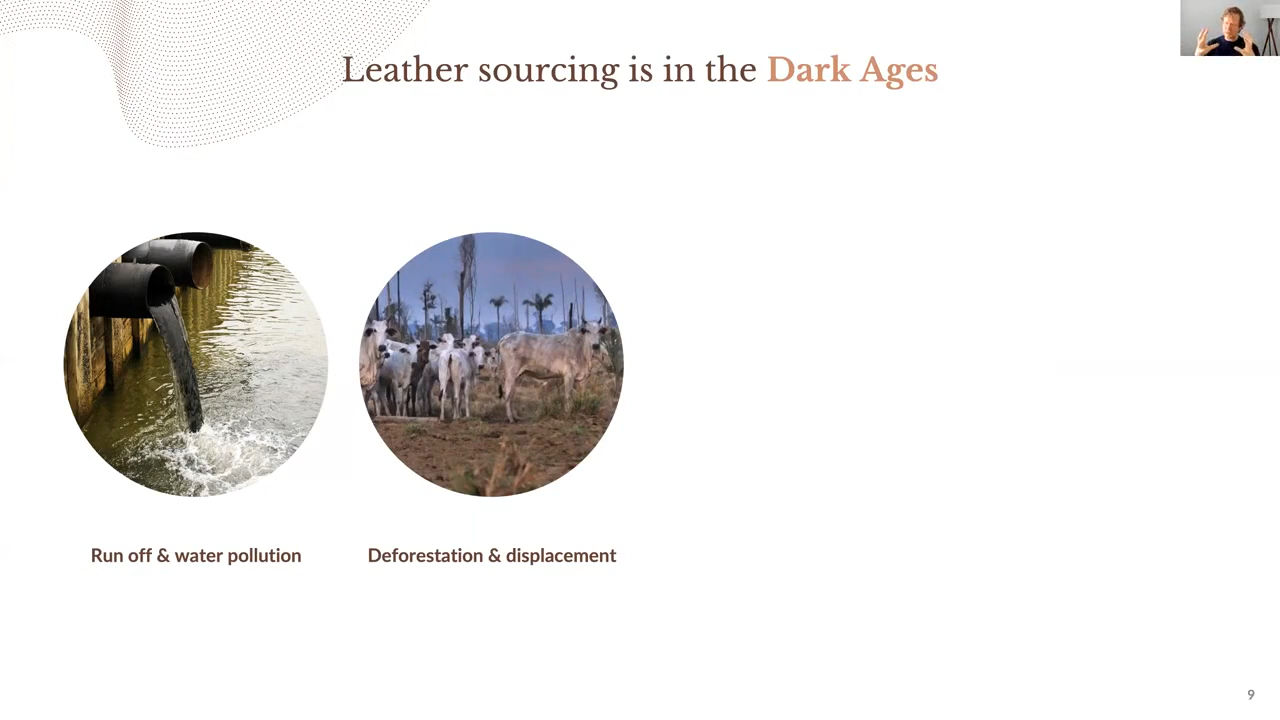 Leather sourcing is in the Dark Ages
Run off & water pollution
Deforestation & displacement
9